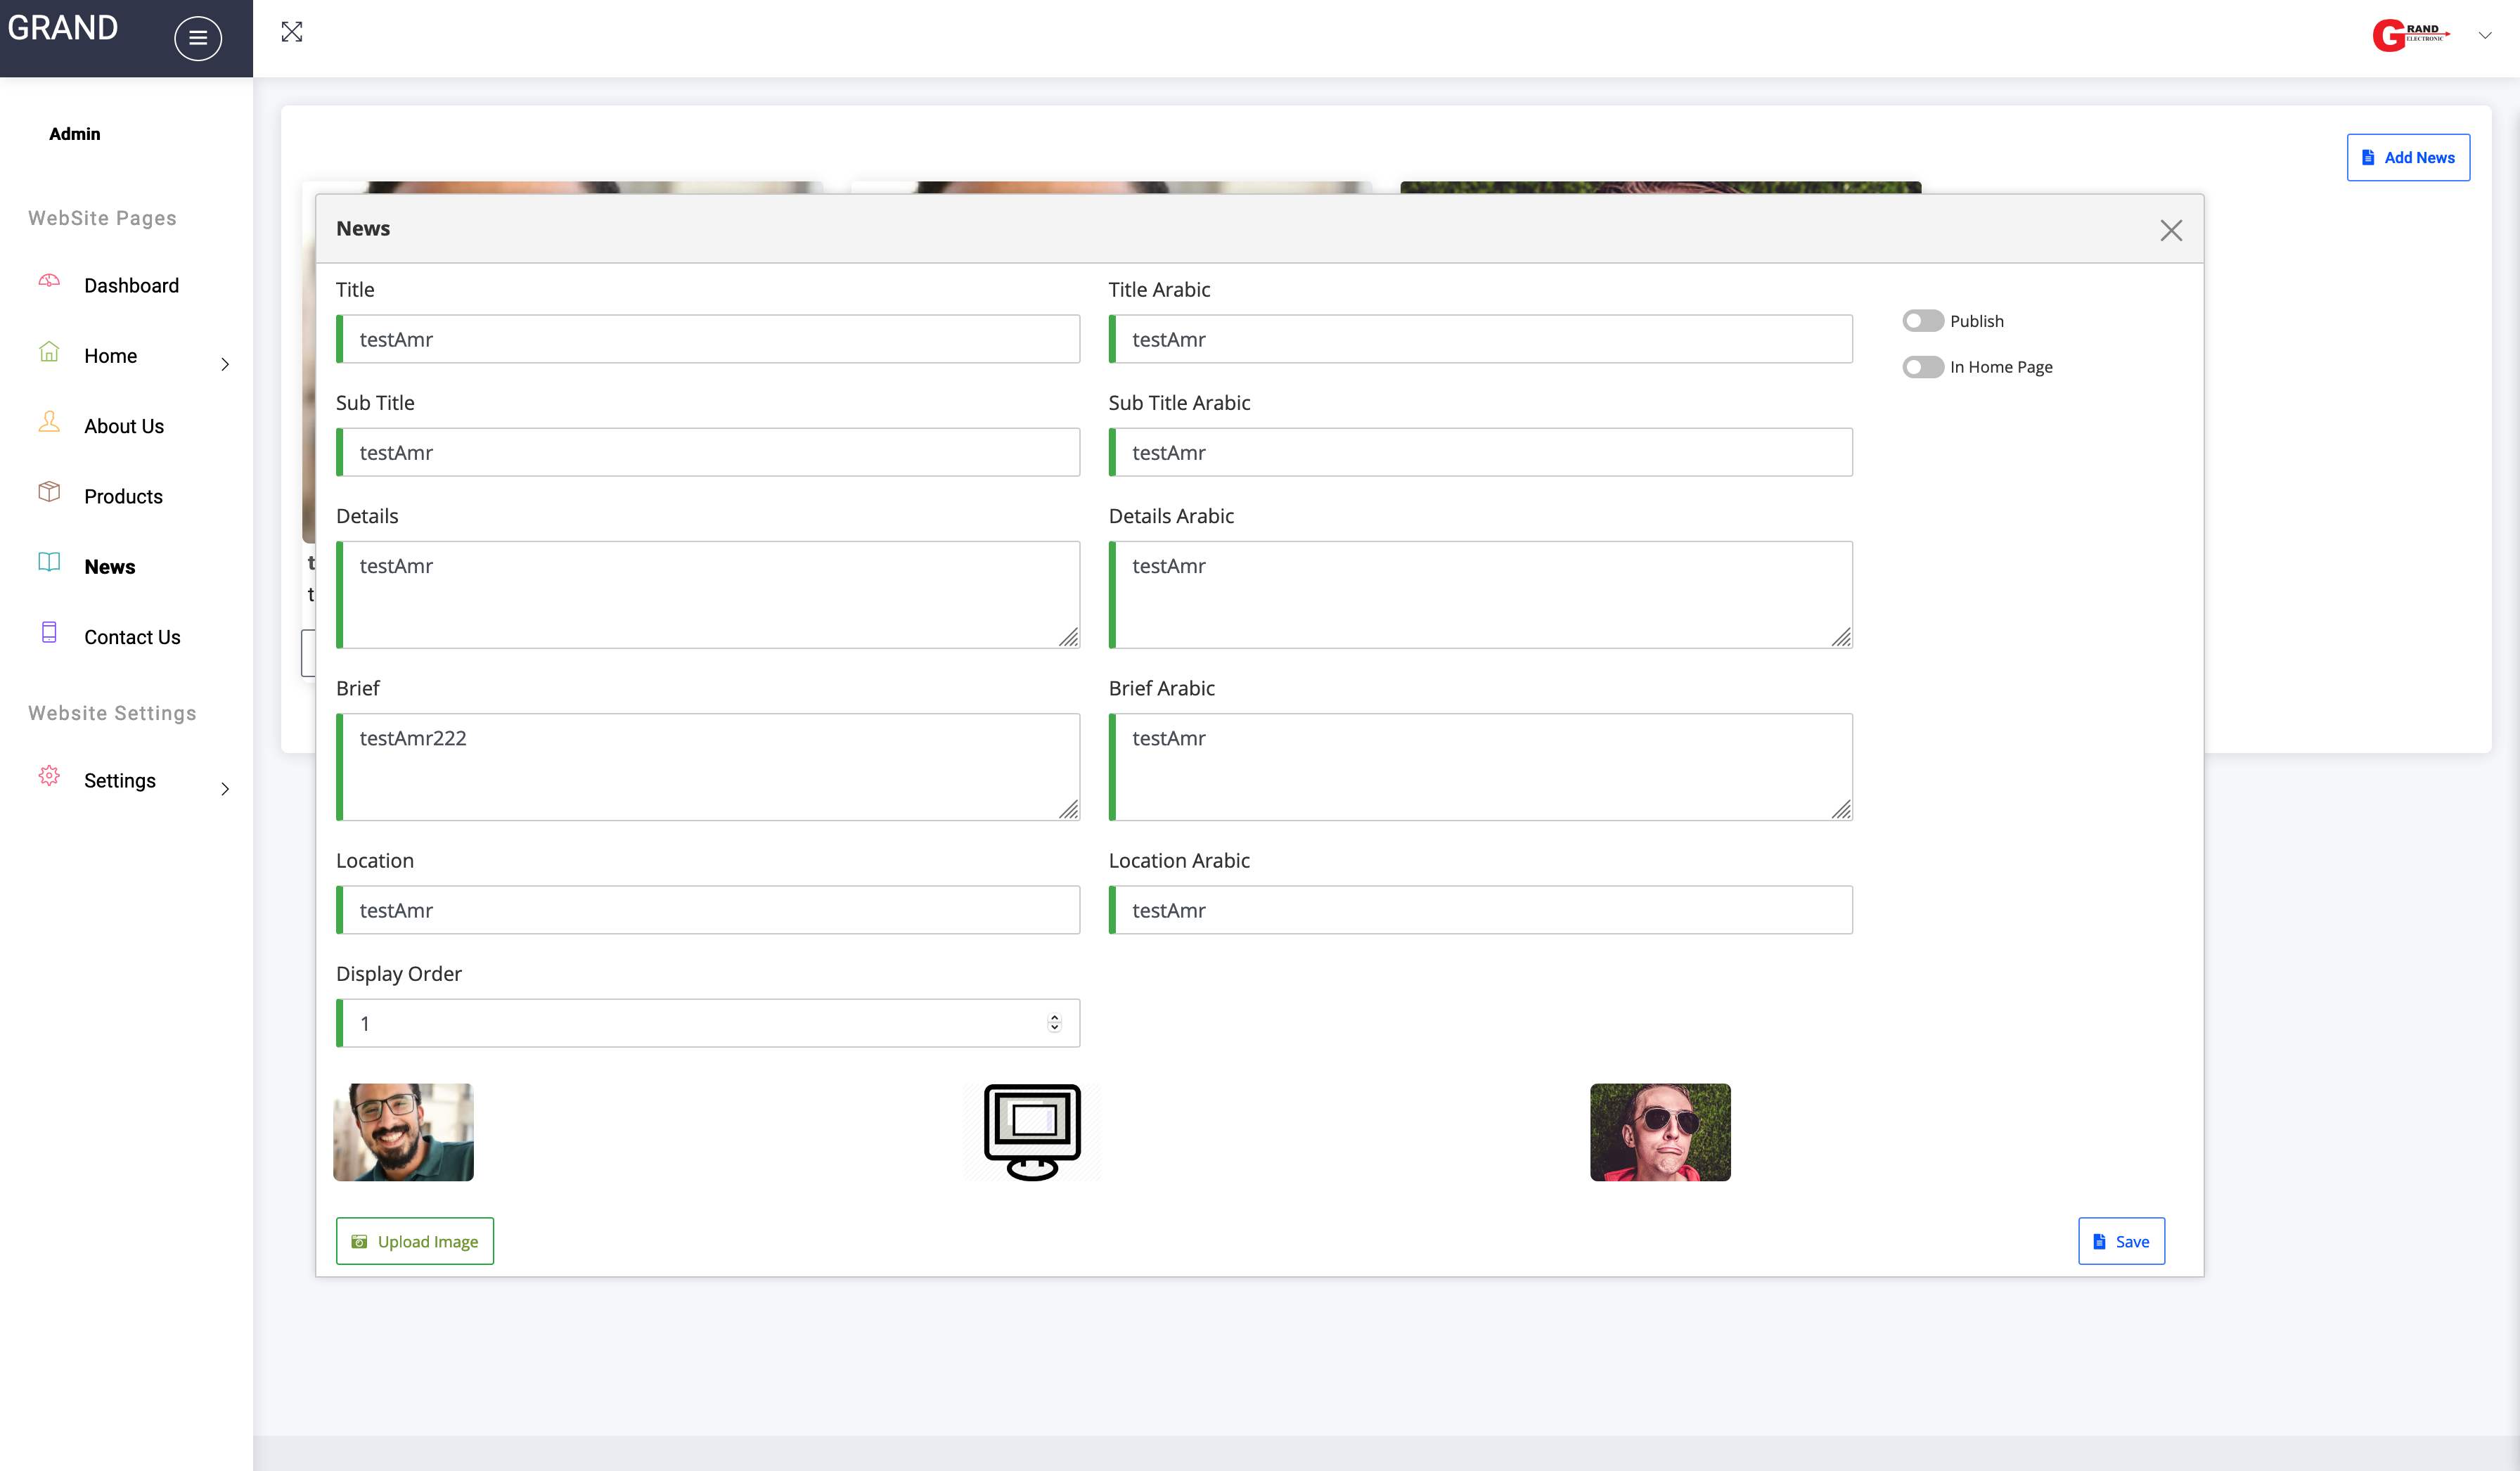 GRAND
GRAND ELECTRONIC
Admin
WebSite Pages
Dashboard
Home
About Us
Products
News
Contact Us
Website Settings
Settings
Add News
t
t
News
Title
Title Arabic
testAmr
testAmr
Publish
In Home Page
Sub Title
Sub Title Arabic
testAmr
testAmr
Details
Details Arabic
testAmr
testAmr
Brief
Brief Arabic
testAmr222
testAmr
Location
Location Arabic
testAmr
testAmr
Display Order
1
Upload Image
Save